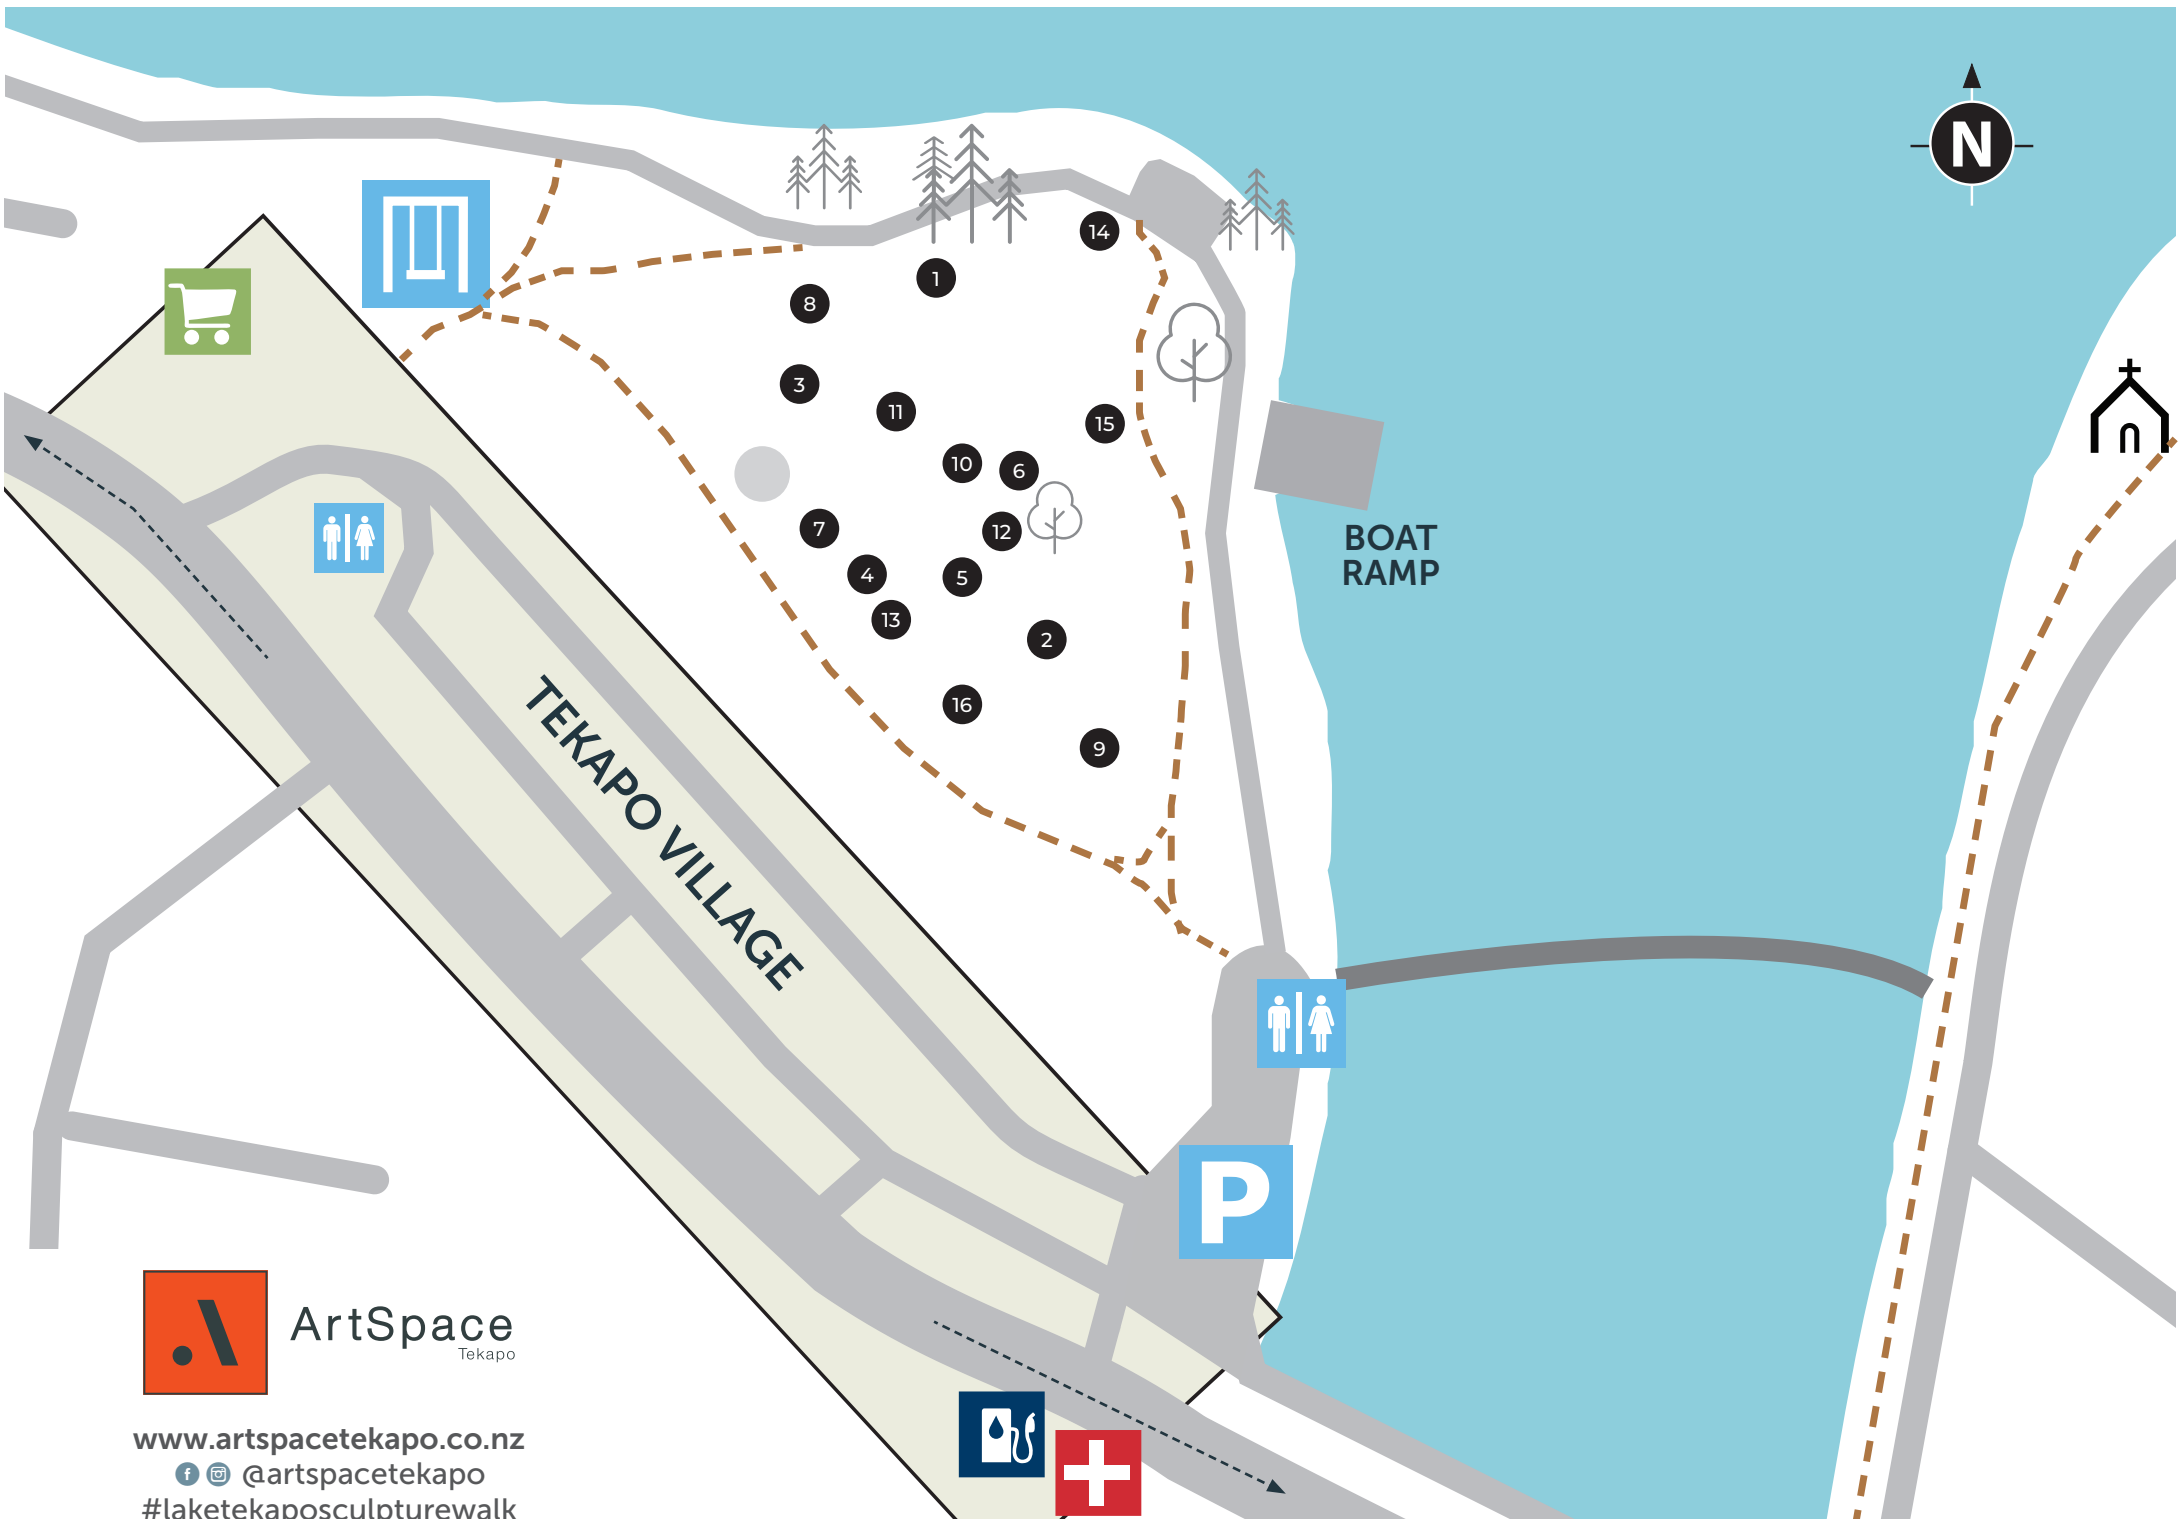 N
14
1
8
3
11
15
10
6
7
12
4
5
13
2
16
9
BOAT
RAMP
TEKAPO VILLAGE
P
ArtSpace
Tekapo
www.artspacetekapo.co.nz
@artspacetekapo
#laketekaposculpturewalk